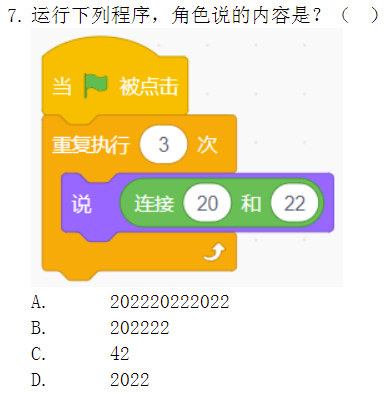 7. 运行下列程序，角色说的内容是？（ ）
当 被点击
重复执行 3 次
说 连接 20 和 22
A. 202220222022
B. 202222
C. 42
D. 2022